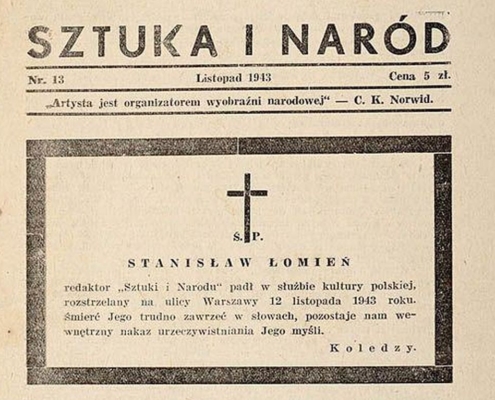 SZTUKA I NARÓD
Nr. 13 Listopad 1943 Cena 5 zł.
„Artysta jest organizatorem wyobraźni narodowej“ — C. K. Norwid.
Ś. P.
STANISŁAW ŁOMIEŃ
redaktor „Sztuki i Narodu“ padł w służbie kultury polskiej,
rozstrzelany na ulicy Warszawy 12 listopada 1943 roku.
Śmierć Jego trudno zawrzeć w słowach, pozostaje nam we-
wnętrzny nakaz urzeczywistniania Jego myśli.
Koledzy.